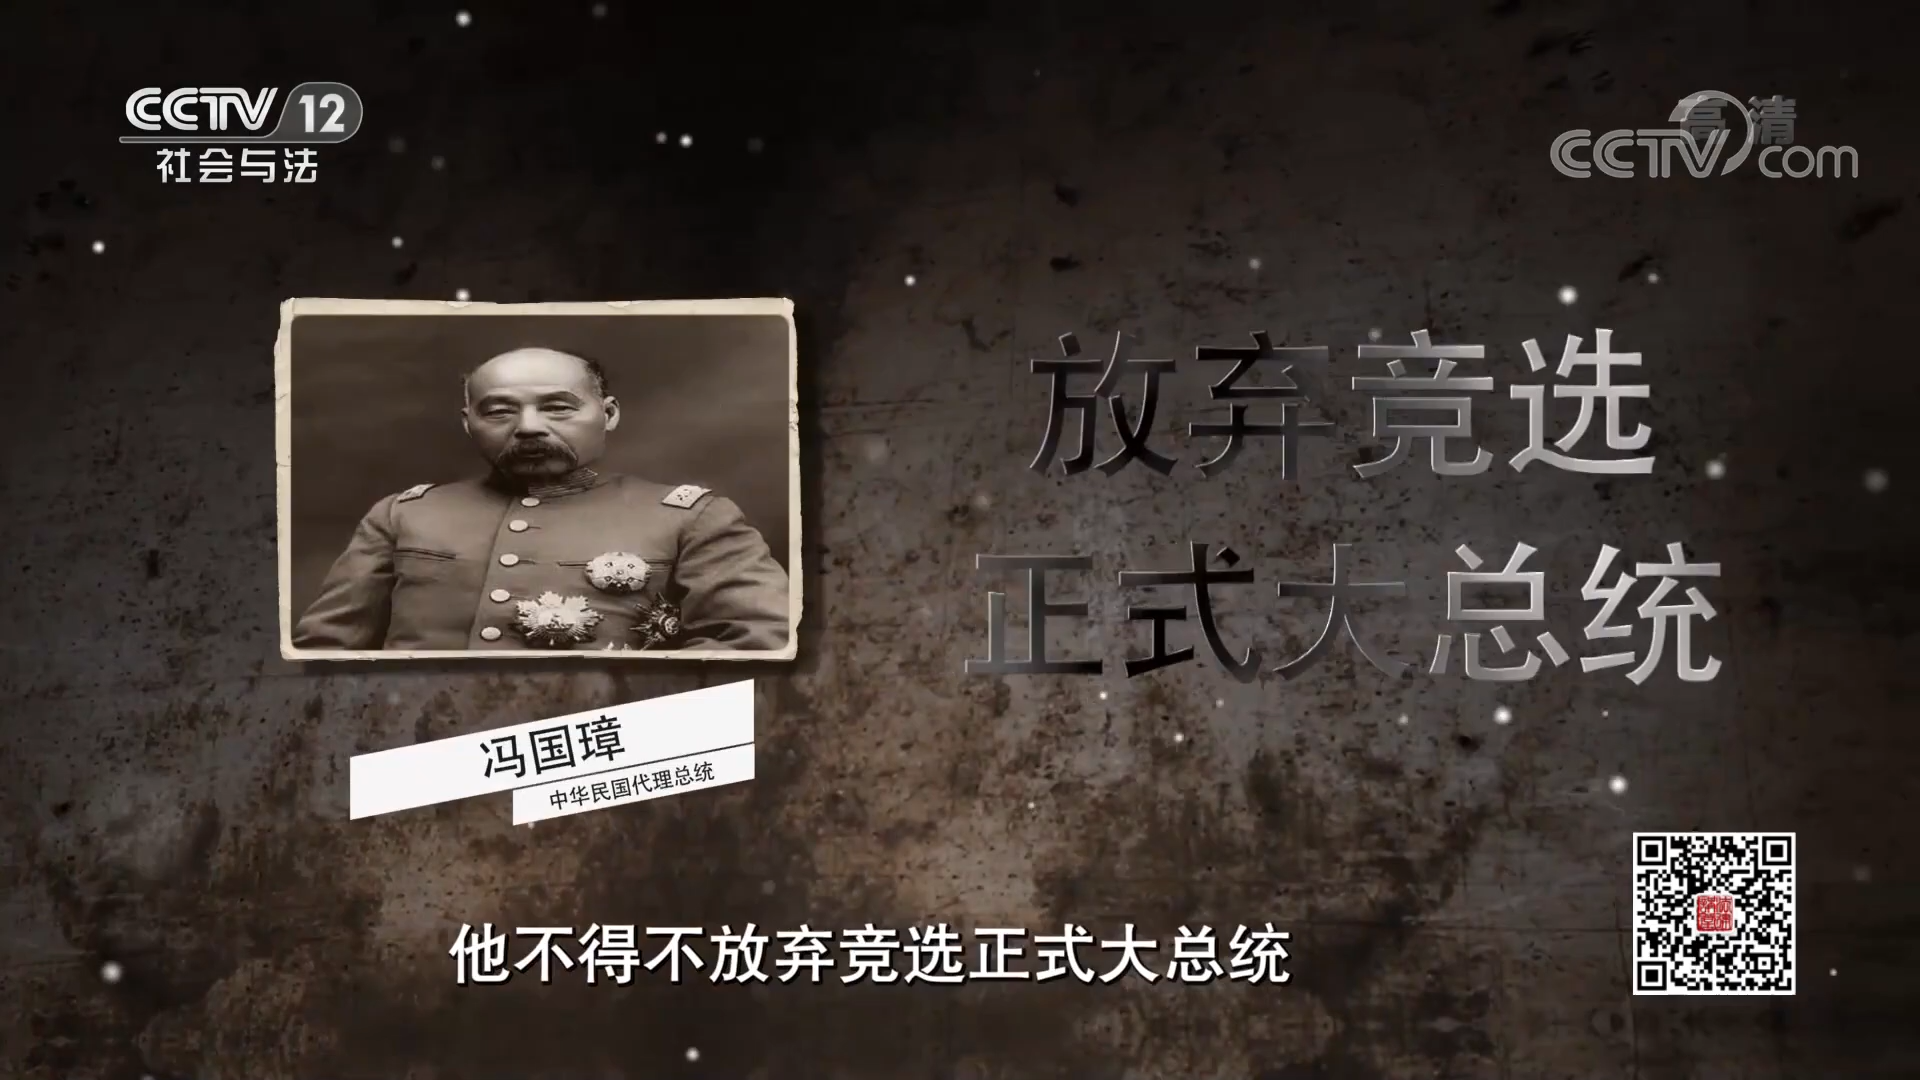 CCTV 12
社会与法
高清
CCTV com
放弃竞选
正式大总统
冯国璋
中华民国代理总统
他不得不放弃竞选正式大总统